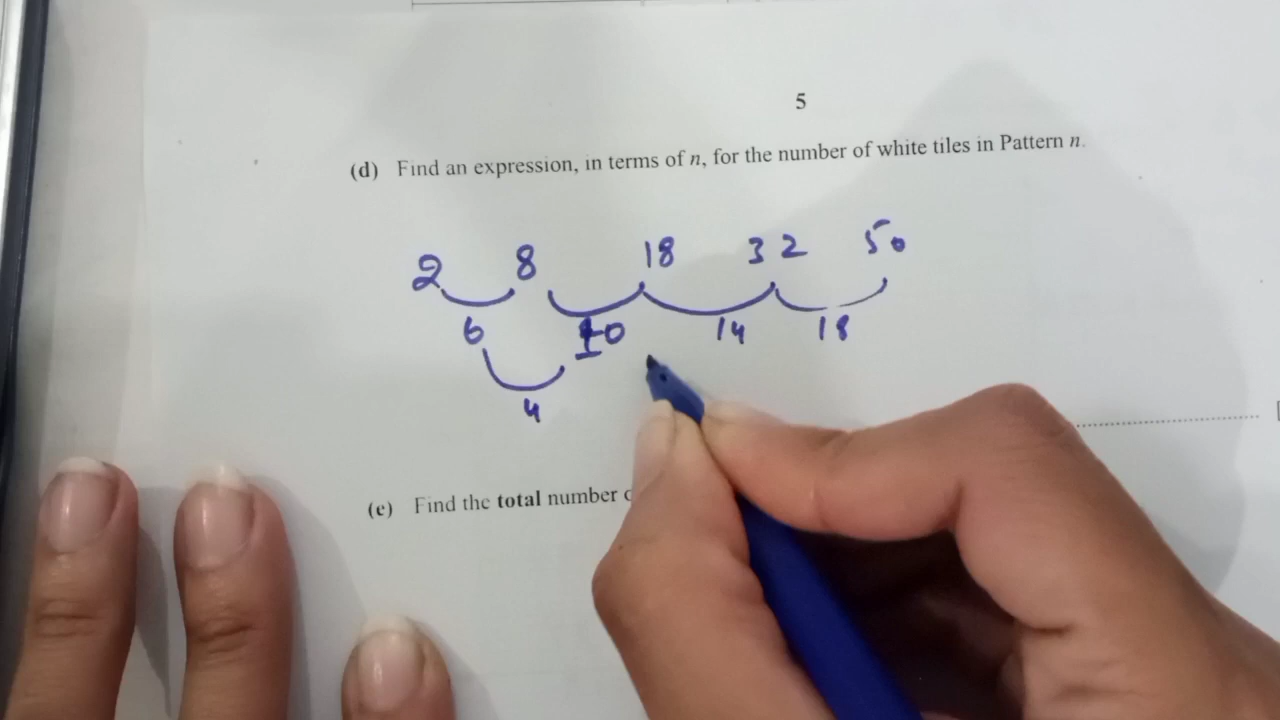 5
(d) Find an expression, in terms of n, for the number of white tiles in Pattern n.
2 8 18 32 50
6 10 14 18
4
(e) Find the total number